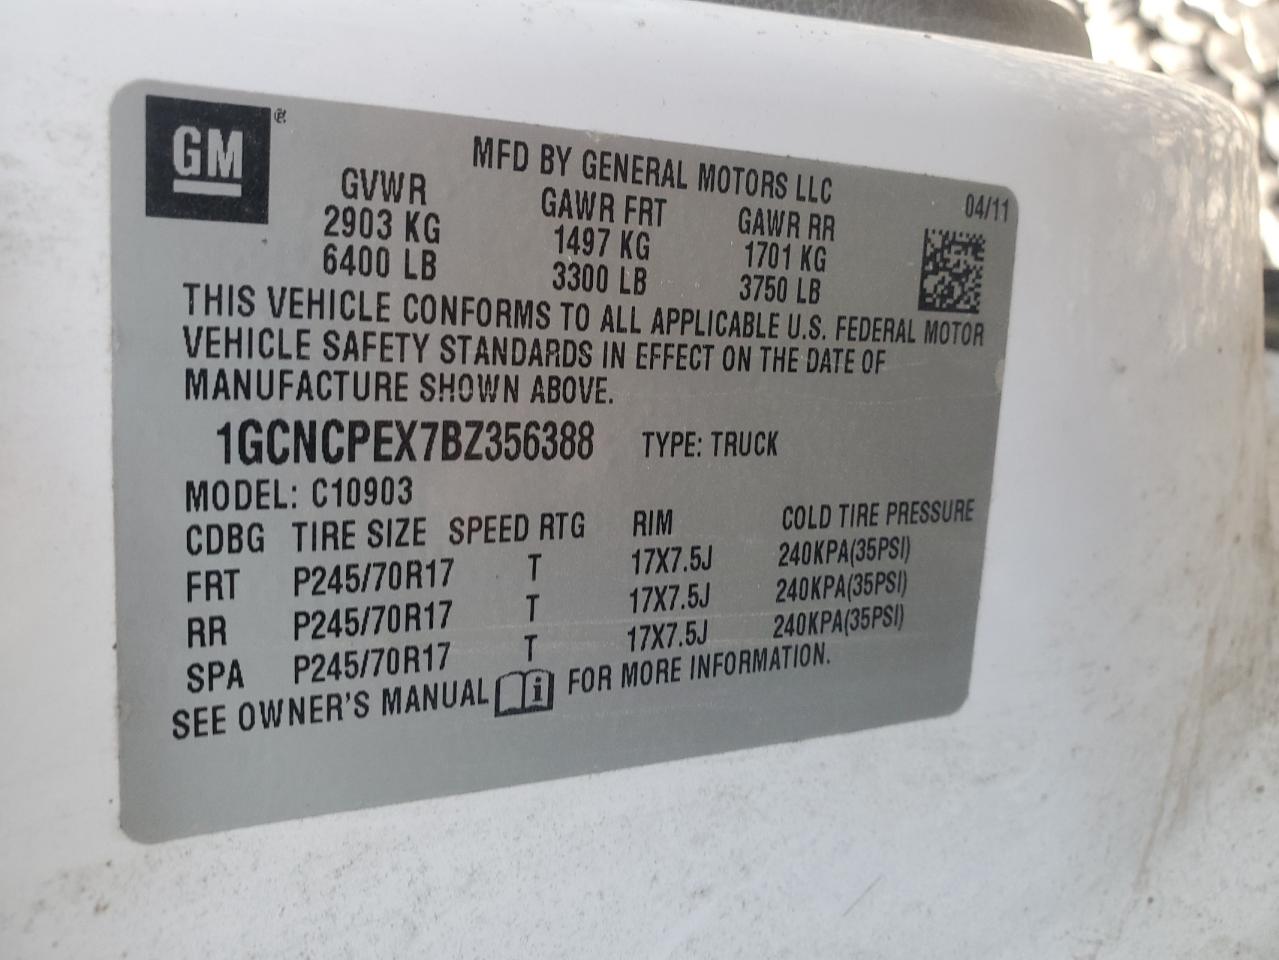 GM ®
MFD BY GENERAL MOTORS LLC
04/11
GVWR GAWR FRT GAWR RR
2903 KG 1497 KG 1701 KG
6400 LB 3300 LB 3750 LB
THIS VEHICLE CONFORMS TO ALL APPLICABLE U.S. FEDERAL MOTOR
VEHICLE SAFETY STANDARDS IN EFFECT ON THE DATE OF
MANUFACTURE SHOWN ABOVE.
1GCNCPEX7BZ356388 TYPE: TRUCK
MODEL: C10903
CDBG TIRE SIZE SPEED RTG RIM COLD TIRE PRESSURE
FRT P245/70R17 T 17X7.5J 240KPA(35PSI)
RR P245/70R17 T 17X7.5J 240KPA(35PSI)
SPA P245/70R17 T 17X7.5J 240KPA(35PSI)
SEE OWNER'S MANUAL i FOR MORE INFORMATION.